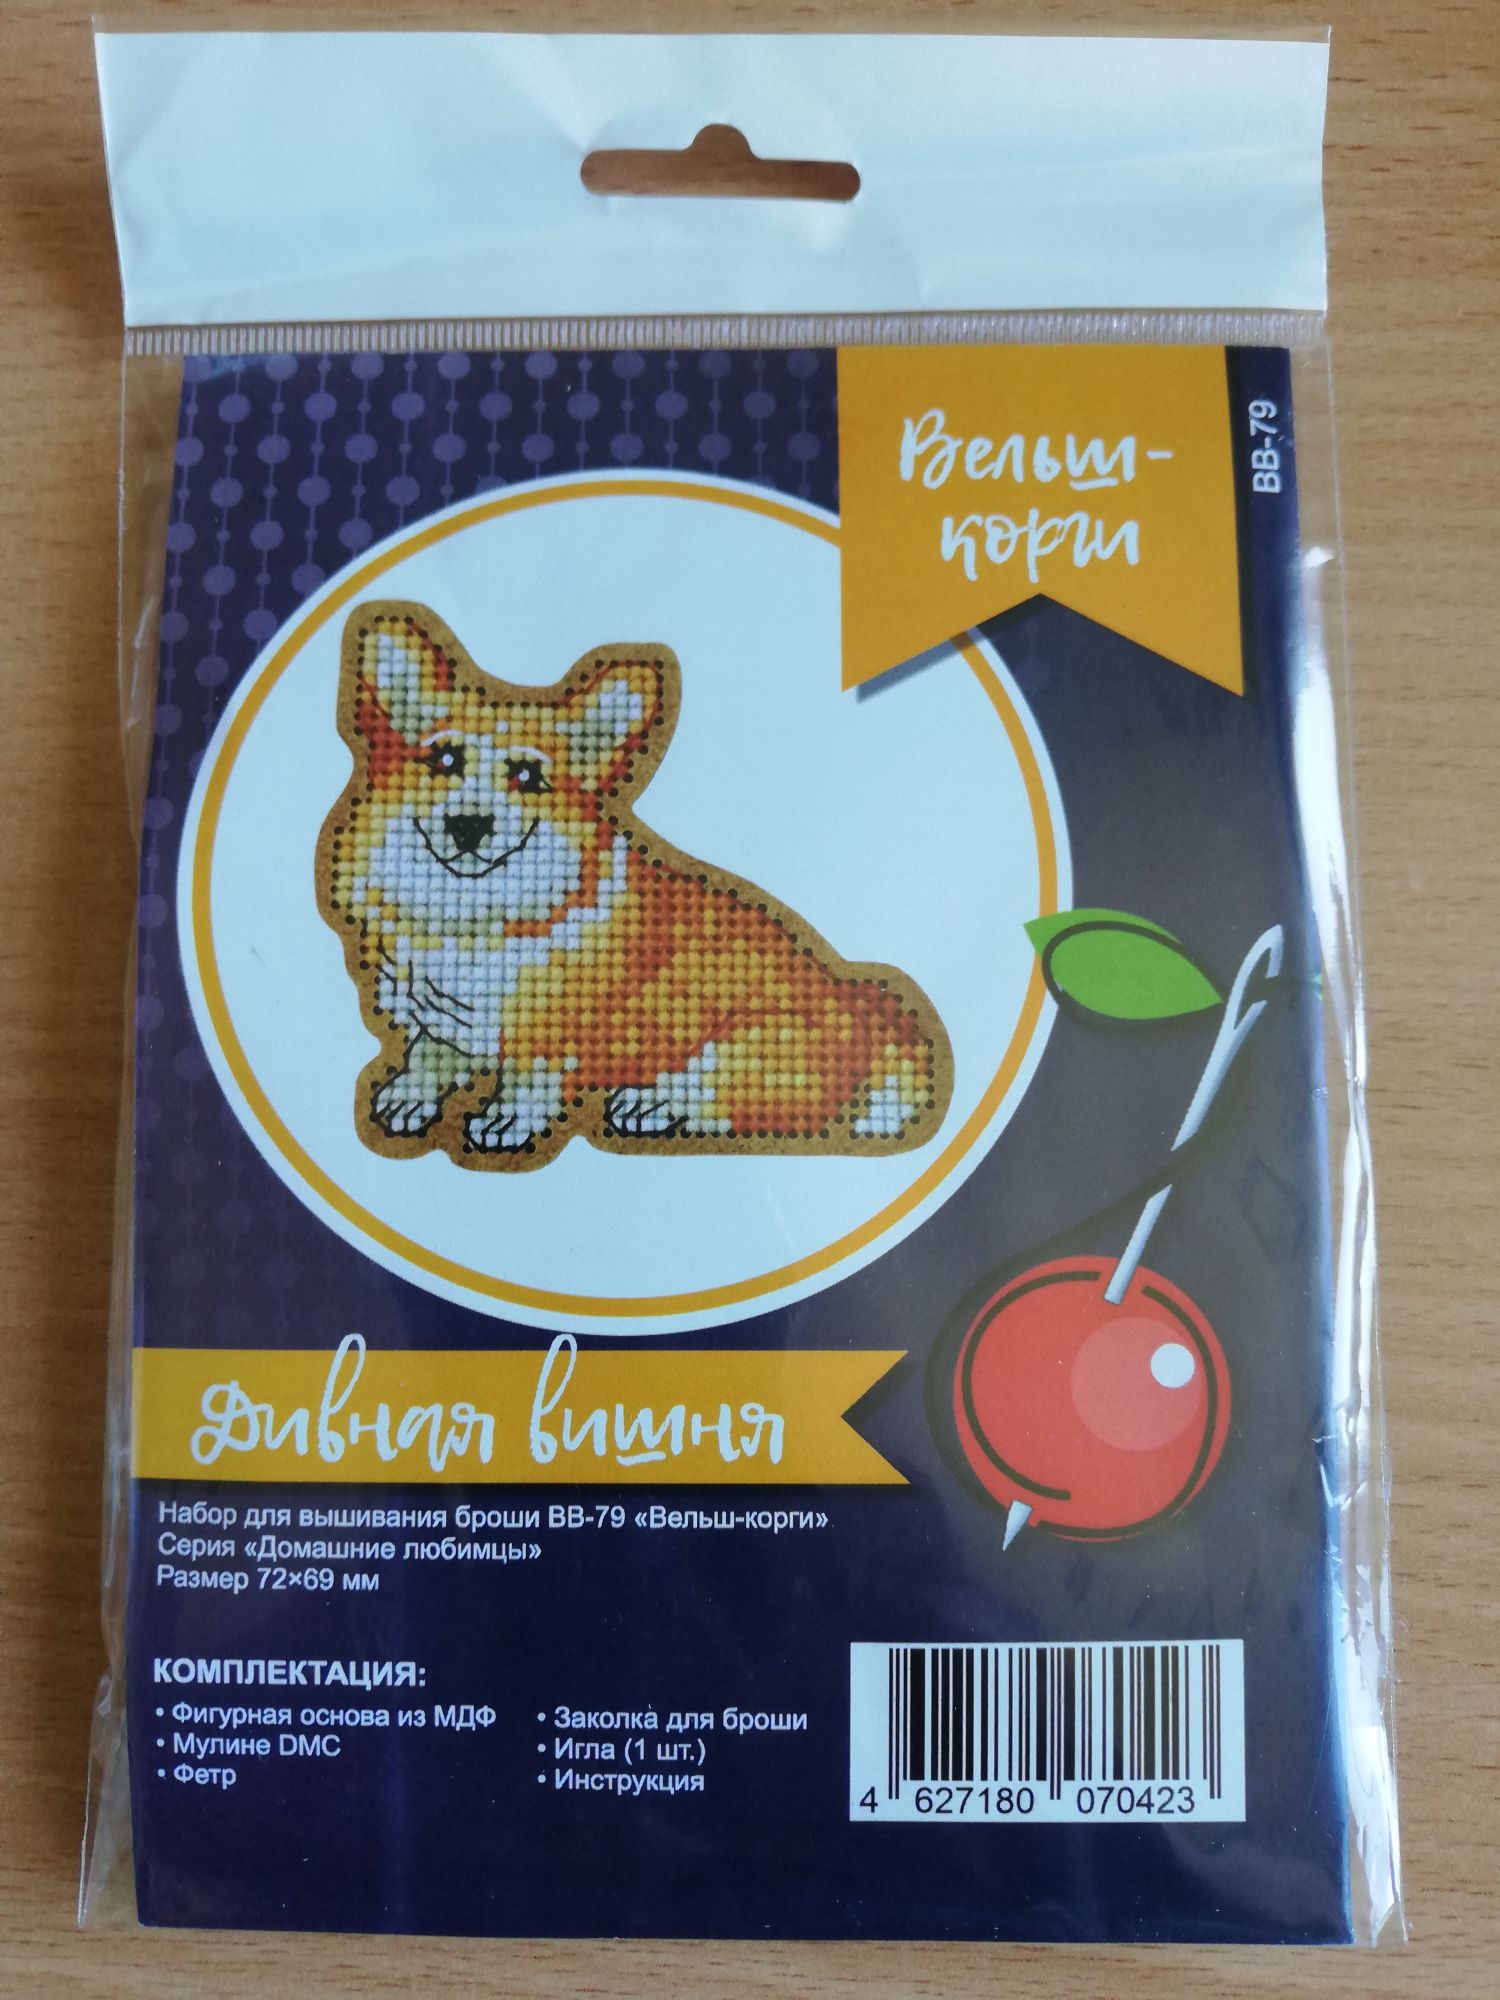 Вельш-
корги
ВВ-79
Дивная вишня
Набор для вышивания броши ВВ-79 «Вельш-корги»
Серия «Домашние любимцы»
Размер 72×69 мм
КОМПЛЕКТАЦИЯ:
• Фигурная основа из МДФ
• Мулине DMC
• Фетр
• Заколка для броши
• Игла (1 шт.)
• Инструкция
4 627180 070423